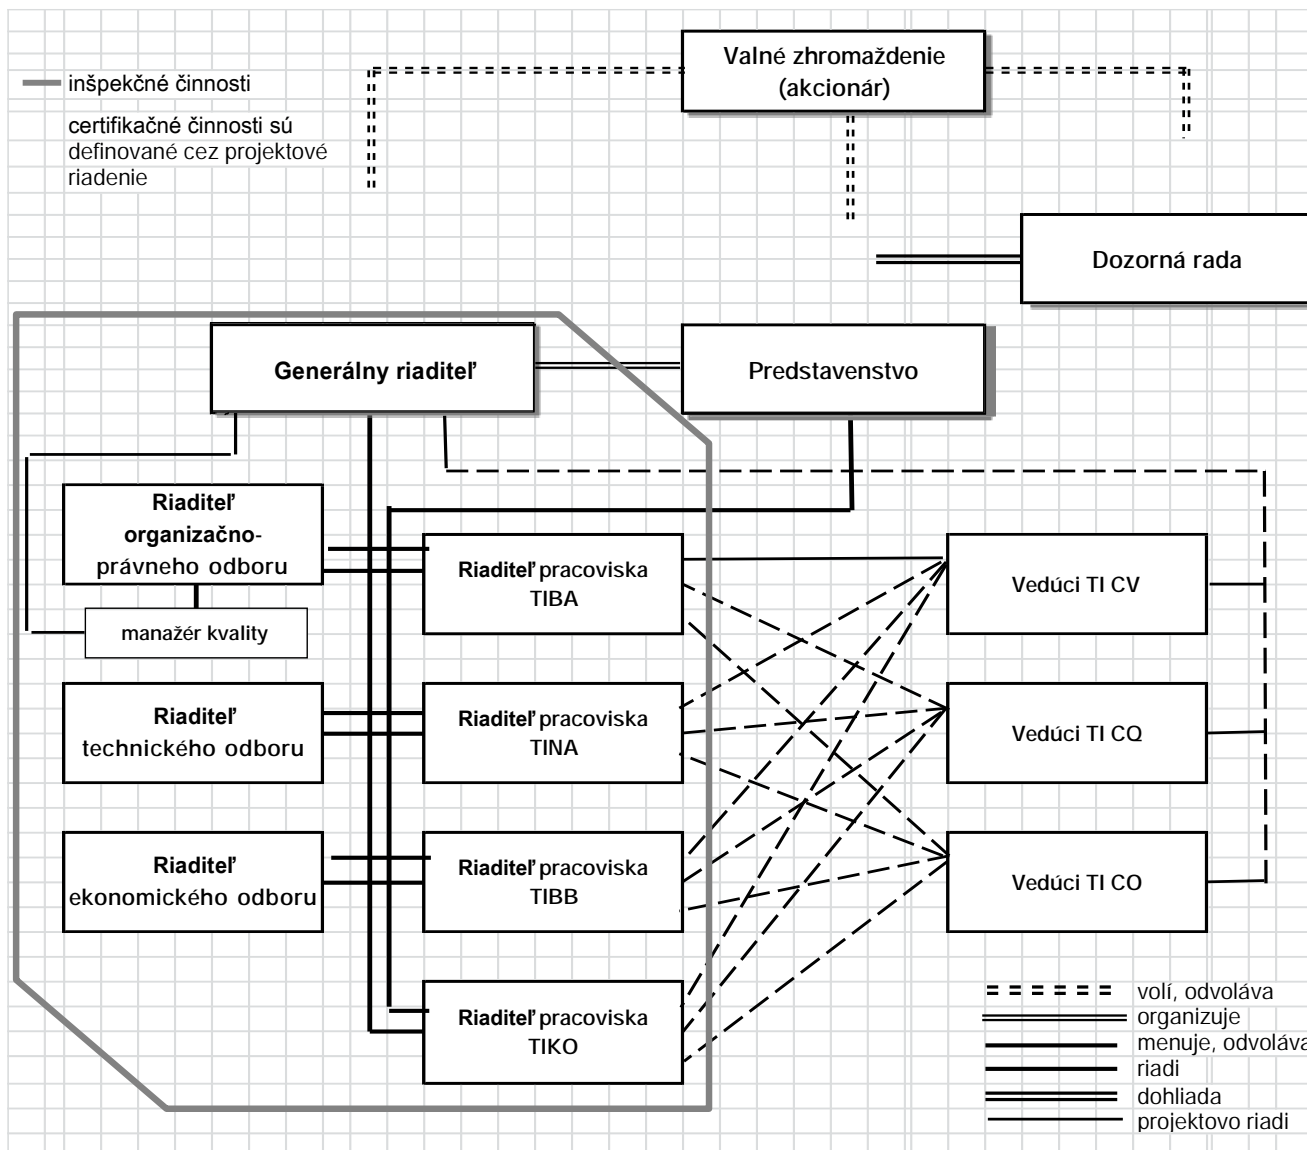 Valné zhromaždenie
(akcionár)
inšpekčné činnosti
certifikačné činnosti sú
definované cez projektové
riadenie
Dozorná rada
Generálny riaditeľ
Predstavenstvo
Riaditeľ
organizačno-
právneho odboru
manažér kvality
Riaditeľ pracoviska
TIBA
Vedúci TI CV
Riaditeľ
technického odboru
Riaditeľ pracoviska
TINA
Vedúci TI CQ
Riaditeľ
ekonomického odboru
Riaditeľ pracoviska
TIBB
Vedúci TI CO
Riaditeľ pracoviska
TIKO
volí, odvoláva
organizuje
menuje, odvoláva
riadi
dohliada
projektovo riadi